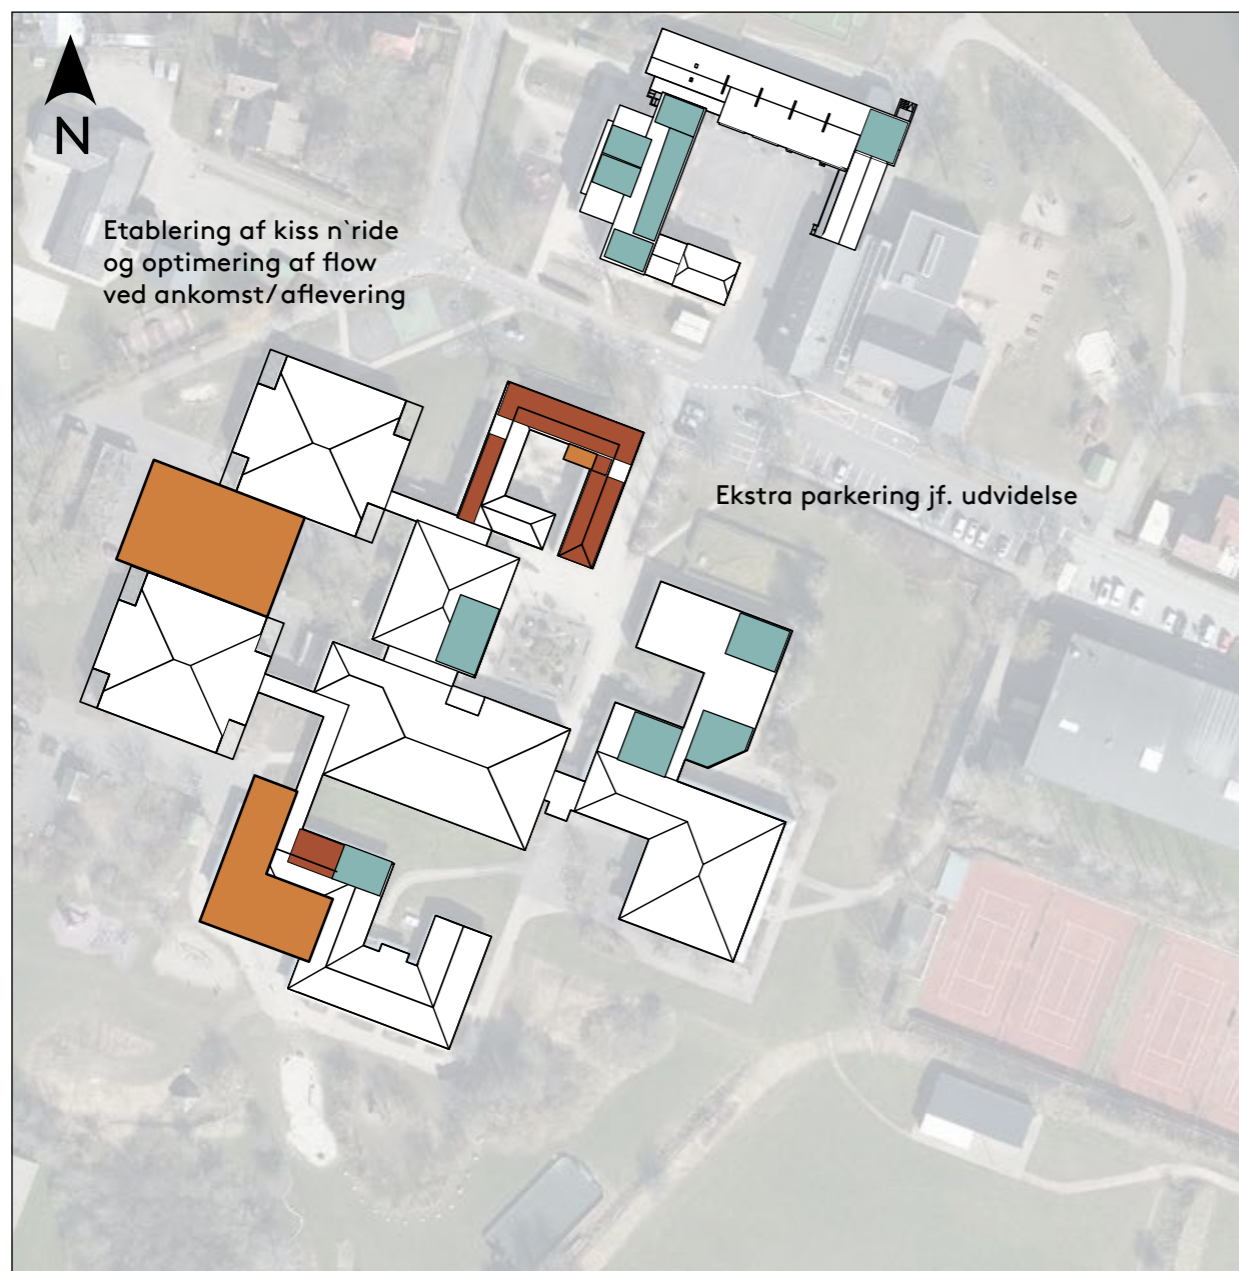 N
Etablering af kiss n`ride
og optimering af flow
ved ankomst/aflevering
Ekstra parkering jf. udvidelse